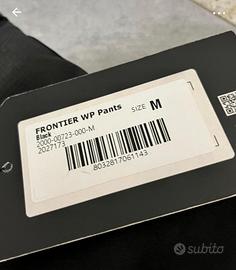 FRONTIER WP Pants
SIZE M
Black
2000-00723-000-M
2027173
8032817061143
subito